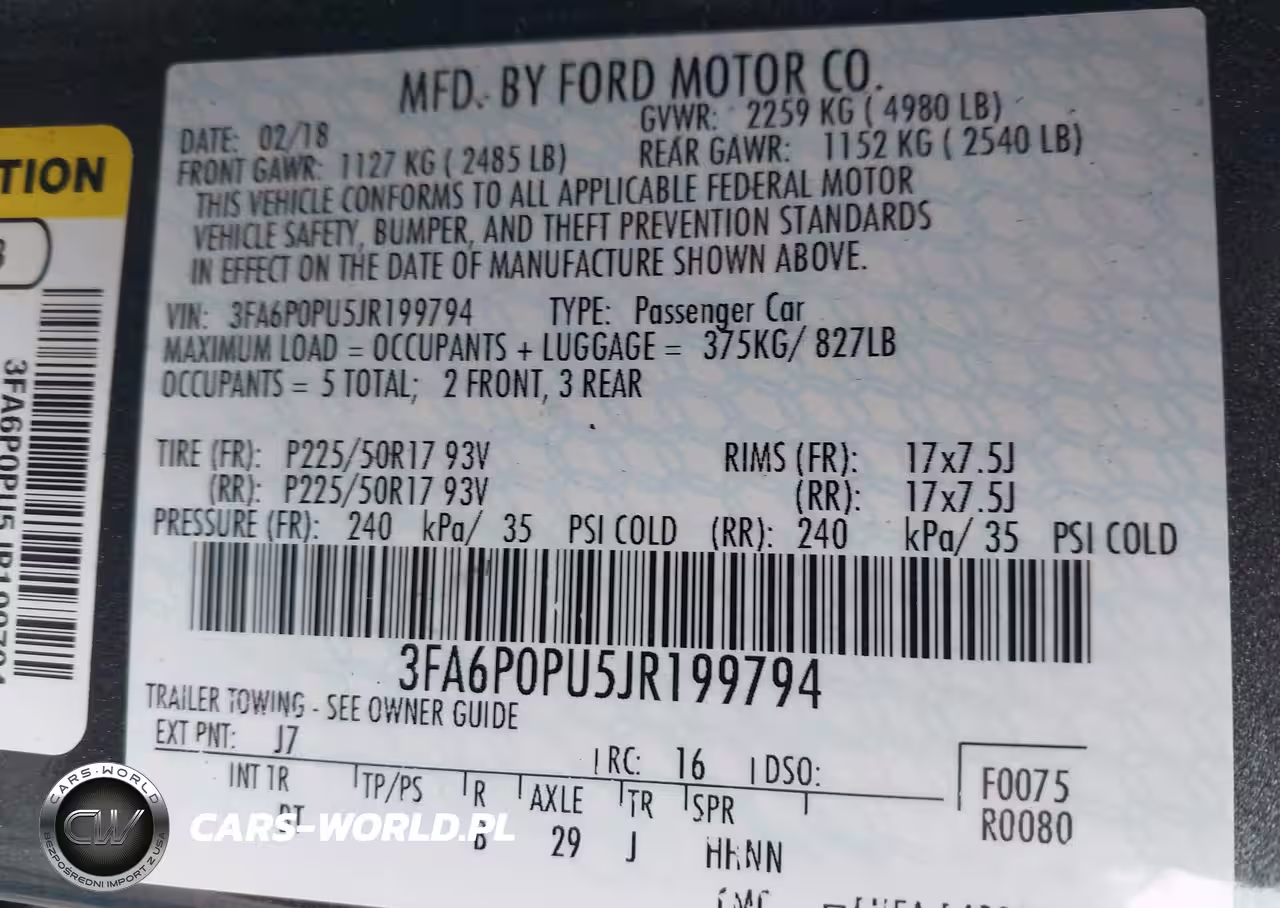 MFD. BY FORD MOTOR CO.
DATE: 02/18 GVWR: 2259 KG ( 4980 LB)
FRONT GAWR: 1127 KG ( 2485 LB) REAR GAWR: 1152 KG ( 2540 LB)
THIS VEHICLE CONFORMS TO ALL APPLICABLE FEDERAL MOTOR
VEHICLE SAFETY, BUMPER, AND THEFT PREVENTION STANDARDS
IN EFFECT ON THE DATE OF MANUFACTURE SHOWN ABOVE.
VIN: 3FA6P0PU5JR199794 TYPE: Passenger Car
MAXIMUM LOAD = OCCUPANTS + LUGGAGE = 375KG/ 827LB
OCCUPANTS = 5 TOTAL; 2 FRONT, 3 REAR
TIRE (FR): P225/50R17 93V RIMS (FR): 17x7.5J
(RR): P225/50R17 93V (RR): 17x7.5J
PRESSURE (FR): 240 kPa/ 35 PSI COLD (RR): 240 kPa/ 35 PSI COLD
3FA6P0PU5JR199794
TRAILER TOWING - SEE OWNER GUIDE
EXT PNT: J7 RC: 16 DSO:
INT TR TP/PS R AXLE TR SPR
B 29 J
F0075
R0080
TION
CARS-WORLD
CW
BEZPOŚREDNI IMPORT Z USA
CARS-WORLD.PL